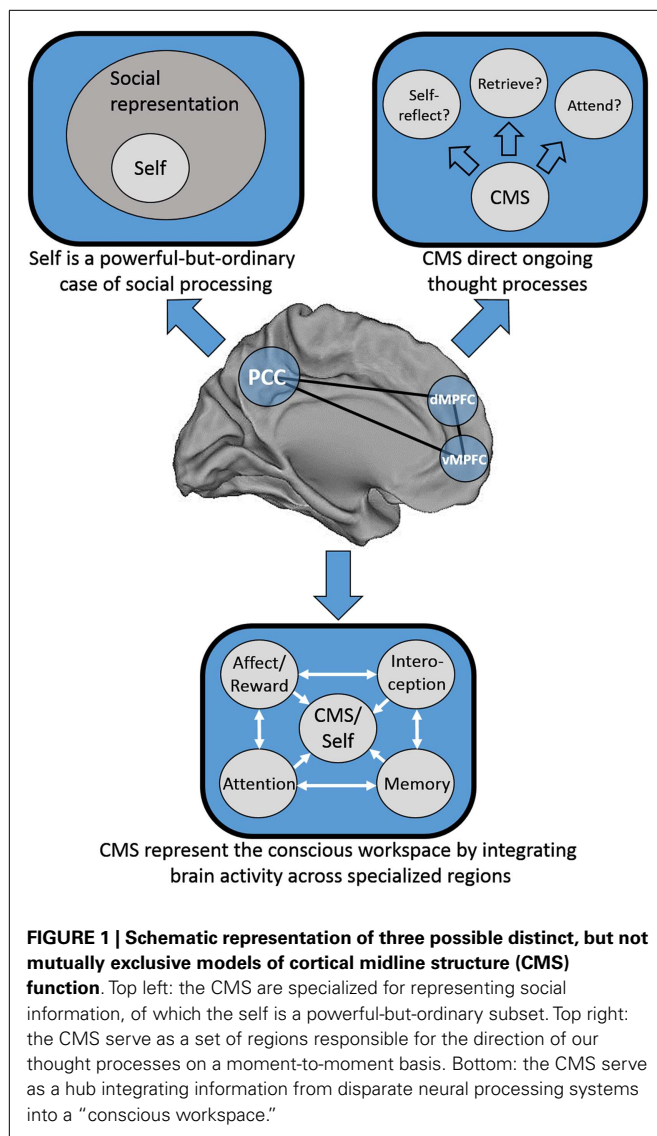 Social
representation
Self
Self is a powerful-but-ordinary
case of social processing
Self-
reflect?
Retrieve?
Attend?
CMS
CMS direct ongoing
thought processes
PCC
dMPFC
vMPFC
Affect/
Reward
Intero-
ception
CMS/
Self
Attention
Memory
CMS represent the conscious workspace by integrating
brain activity across specialized regions
FIGURE 1 | Schematic representation of three possible distinct, but not
mutually exclusive models of cortical midline structure (CMS)
function. Top left: the CMS are specialized for representing social
information, of which the self is a powerful-but-ordinary subset. Top right:
the CMS serve as a set of regions responsible for the direction of our
thought processes on a moment-to-moment basis. Bottom: the CMS serve
as a hub integrating information from disparate neural processing systems
into a “conscious workspace.”